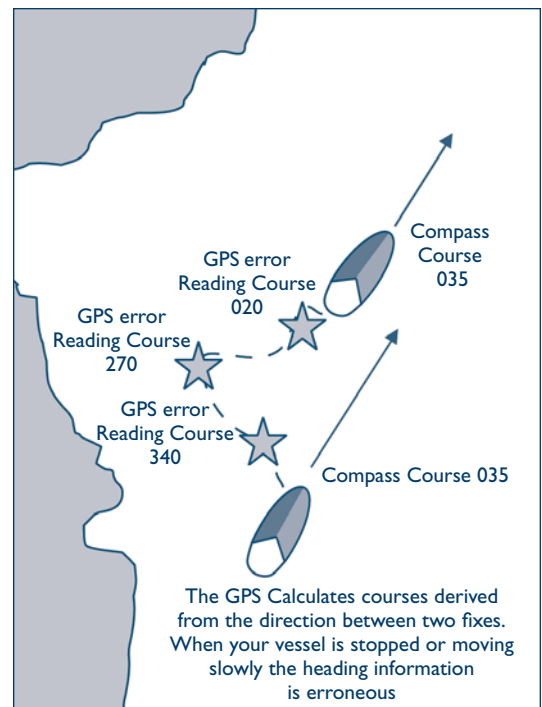 Compass
Course
035
GPS error
Reading Course
020
GPS error
Reading Course
270
GPS error
Reading Course
340
Compass Course 035
The GPS Calculates courses derived
from the direction between two fixes.
When your vessel is stopped or moving
slowly the heading information
is erroneous